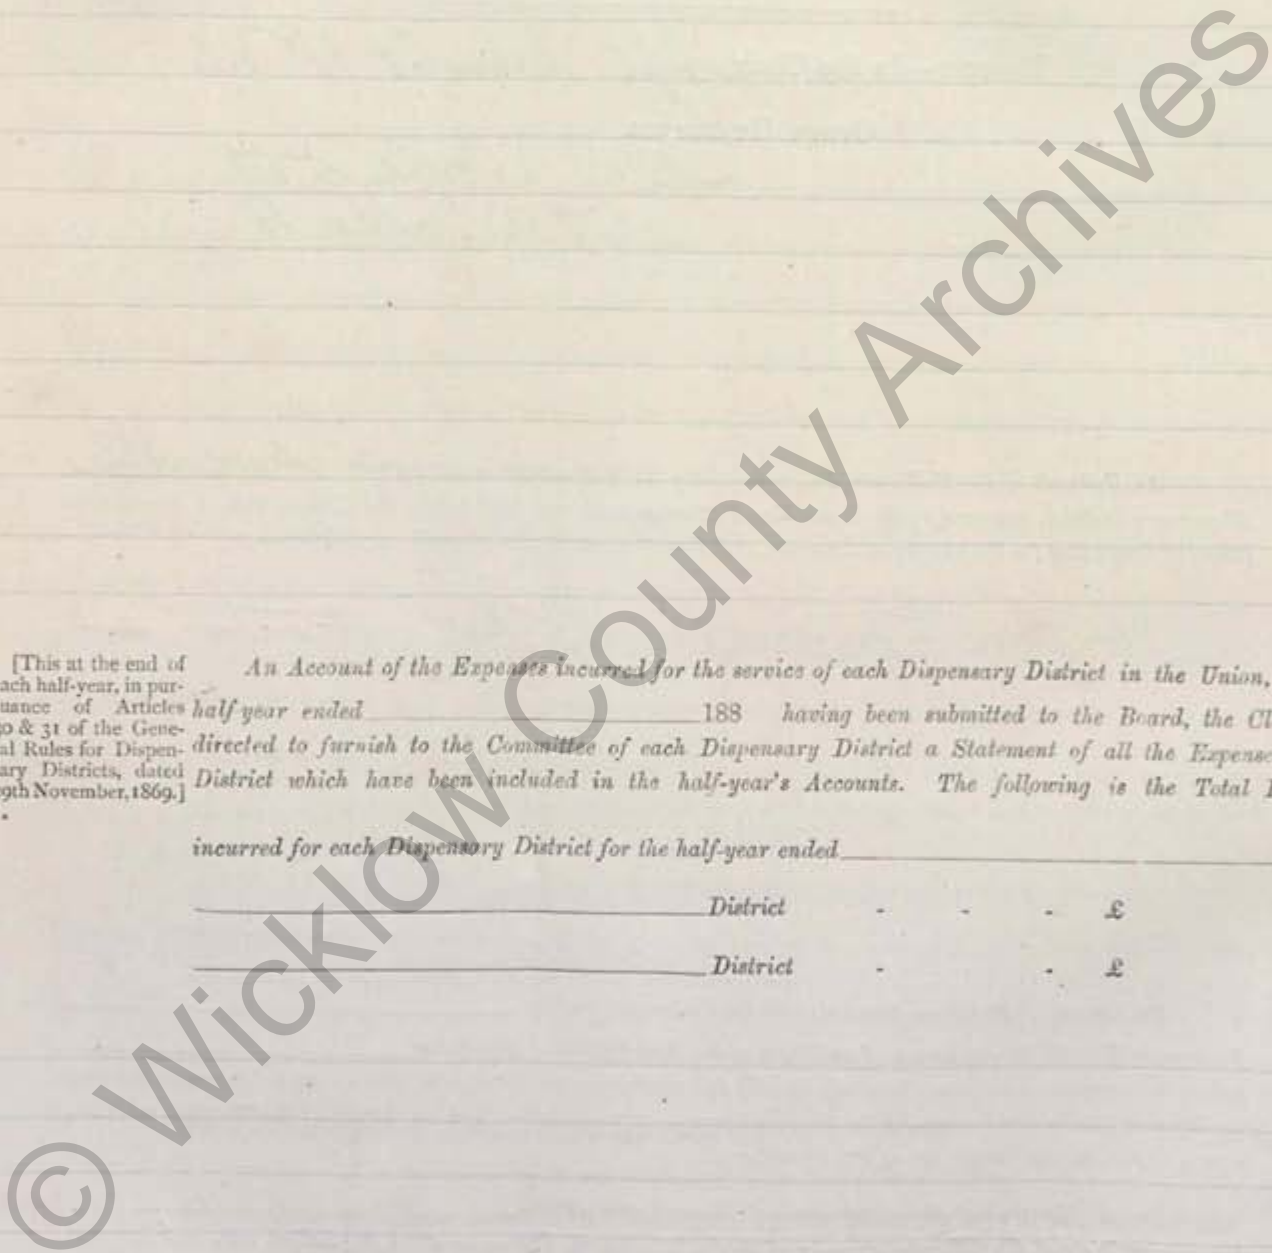 [This at the end of
ach half-year, in pur-
uance of Articles
0 & 31 of the Gene-
al Rules for Dispen-
ary Districts, dated
9th November, 1869.]
An Account of the Expenses incurred for the service of each Dispensary District in the Union,
half year ended 188 having been submitted to the Board, the Cl
directed to furnish to the Committee of each Dispensary District a Statement of all the Expense
District which have been included in the half-year's Accounts. The following is the Total
incurred for each Dispensary District for the half-year ended
District - - - £
District - - £
© Wicklow County Archives